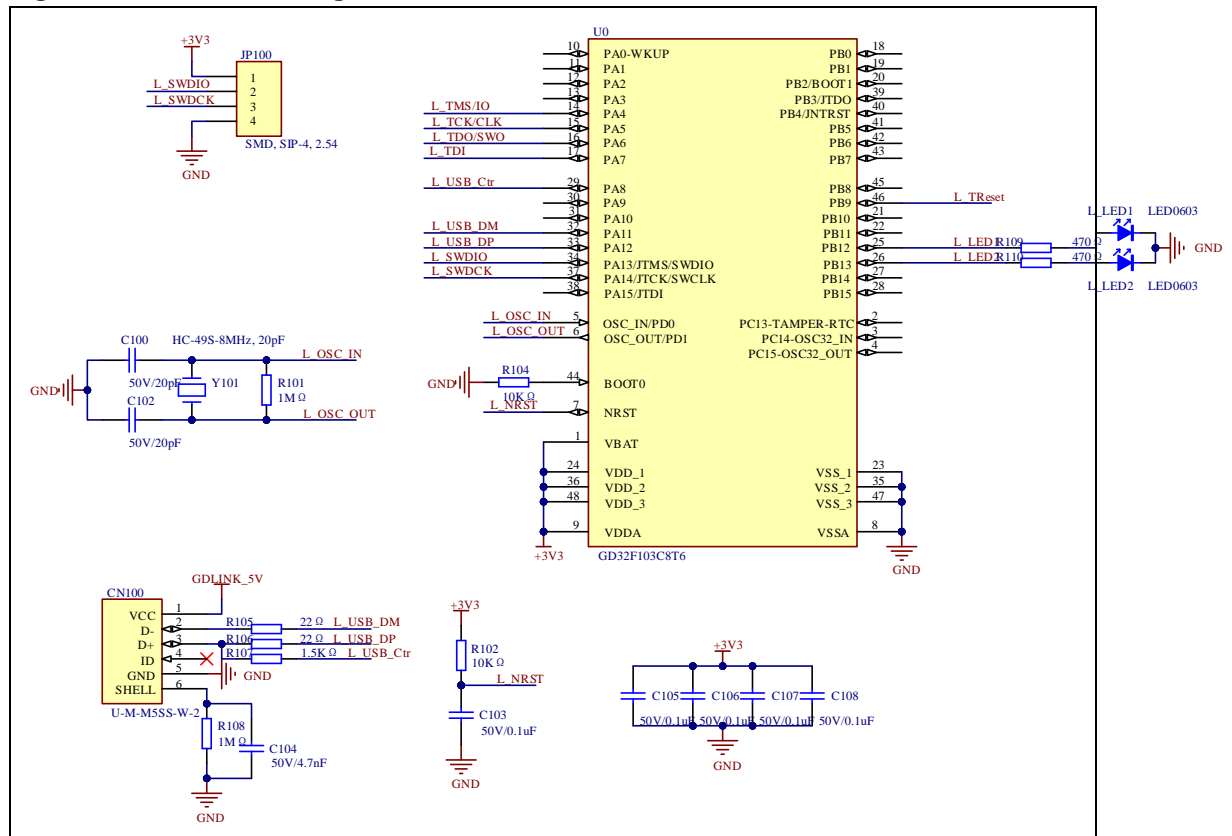 +3V3
JP100
1
L_SWDIO
2
L_SWDCK
3
4
SMD, SIP-4, 2.54
GND
U0
10 PA0-WKUP
11 PA1
12 PA2
13 PA3
L_TMS/IO 14 PA4
L_TCK/CLK 15 PA5
L_TDO/SWO 16 PA6
L_TDI 17 PA7
L_USB_Ctr 29 PA8
30 PA9
31 PA10
L_USB_DM 32 PA11
L_USB_DP 33 PA12
L_SWDIO 34 PA13/JTMS/SWDIO
L_SWDCK 37 PA14/JTCK/SWCLK
38 PA15/JTDI
L_OSC_IN 5 OSC_IN/PD0
L_OSC_OUT 6 OSC_OUT/PD1
R104
GND 44 BOOT0
10KΩ
L_NRST 7 NRST
1 VBAT
24 VDD_1
36 VDD_2
48 VDD_3
9 VDDA
+3V3
GD32F103C8T6
PB0 18
PB1 19
PB2/BOOT1 20
PB3/JTDO 39
PB4/JNTRST 40
PB5 41
PB6 42
PB7 43
PB8 45
PB9 46 L_TReset
PB10 21
PB11 22
PB12 25 L_LED1 R109 470Ω
PB13 26 L_LED2 R110 470Ω
PB14 27
PB15 28
L_LED1 LED0603
GND
L_LED2 LED0603
PC13-TAMPER-RTC 2
PC14-OSC32_IN 3
PC15-OSC32_OUT 4
VSS_1 23
VSS_2 35
VSS_3 47
VSSA 8
GND
C100
HC-49S-8MHz, 20pF
L_OSC_IN
50V/20pF
Y101
R101
1MΩ
GND
C102
L_OSC_OUT
50V/20pF
GDLINK_5V
CN100
VCC 1
D- 2 R105 22Ω L_USB_DM
D+ 3 R106 22Ω L_USB_DP
ID 4 R107 1.5KΩ L_USB_Ctr
GND 5 GND
SHELL 6
U-M-M5SS-W-2
R108
1MΩ
C104
50V/4.7nF
GND
+3V3
R102
10KΩ
L_NRST
C103
50V/0.1uF
GND
+3V3
C105 C106 C107 C108
50V/0.1uF 50V/0.1uF 50V/0.1uF 50V/0.1uF
GND